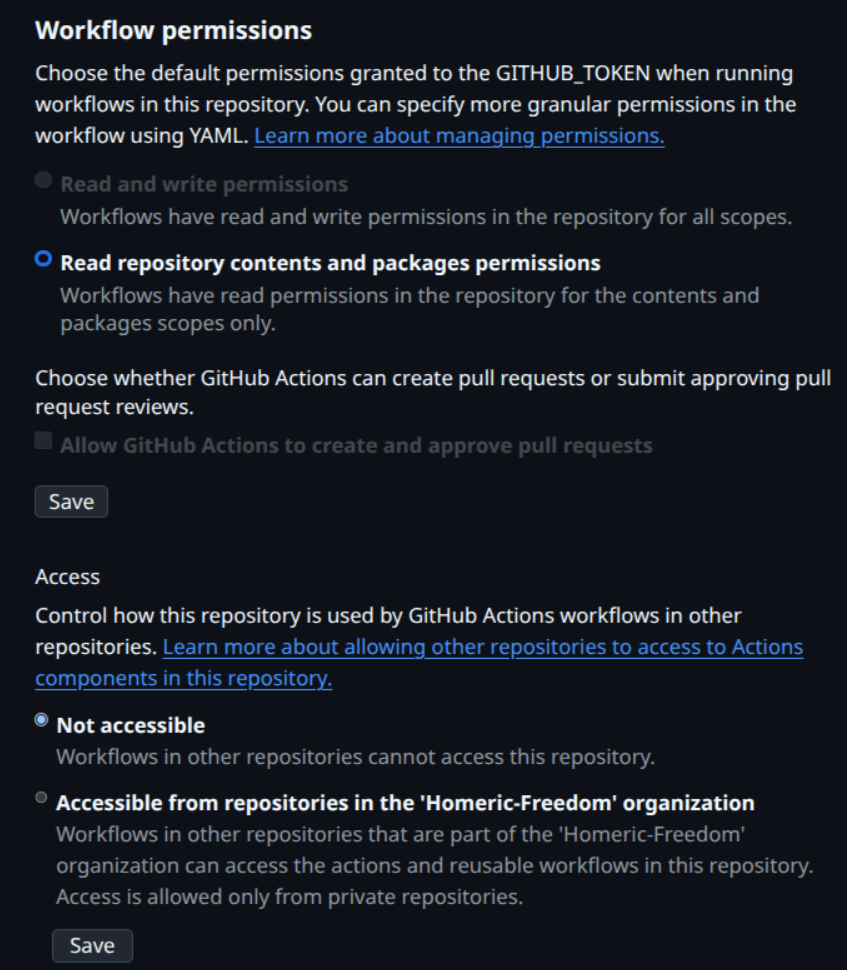 Workflow permissions
Choose the default permissions granted to the GITHUB_TOKEN when running
workflows in this repository. You can specify more granular permissions in the
workflow using YAML. Learn more about managing permissions.
Read and write permissions
Workflows have read and write permissions in the repository for all scopes.
Read repository contents and packages permissions
Workflows have read permissions in the repository for the contents and
packages scopes only.
Choose whether GitHub Actions can create pull requests or submit approving pull
request reviews.
Allow GitHub Actions to create and approve pull requests
Save
Access
Control how this repository is used by GitHub Actions workflows in other
repositories. Learn more about allowing other repositories to access to Actions
components in this repository.
Not accessible
Workflows in other repositories cannot access this repository.
Accessible from repositories in the 'Homeric-Freedom' organization
Workflows in other repositories that are part of the 'Homeric-Freedom'
organization can access the actions and reusable workflows in this repository.
Access is allowed only from private repositories.
Save